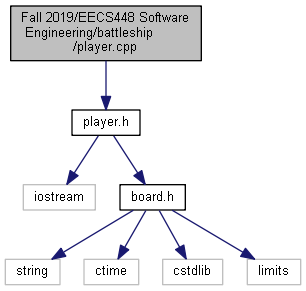 Fall 2019/EECS448 Software
Engineering/battleship
/player.cpp
player.h
iostream
board.h
string
ctime
cstdlib
limits